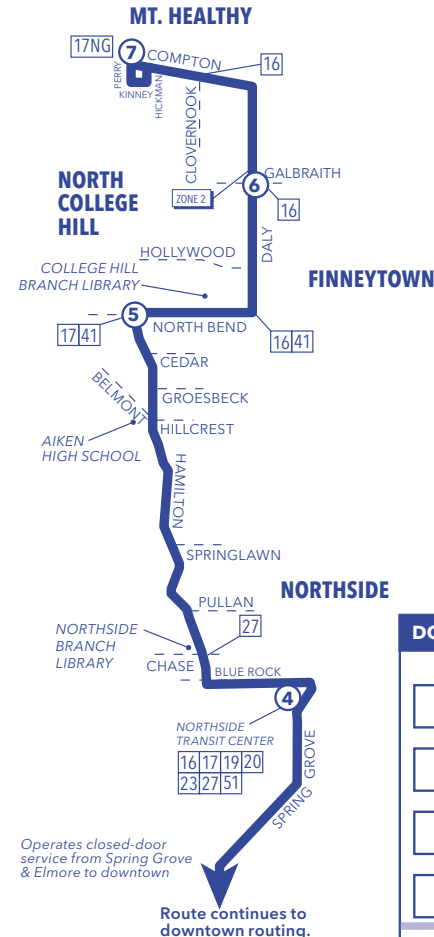 MT. HEALTHY
17NG
7
COMPTON
16
PERRY
KINNEY
HICKMAN
CLOVERNOOK
NORTH
COLLEGE
HILL
ZONE 2
6
GALBRAITH
16
DALY
HOLLYWOOD
COLLEGE HILL
BRANCH LIBRARY
FINNEYTOWN
5
NORTH BEND
17 41
16 41
CEDAR
BELMONT
GROESBECK
HILLCREST
AIKEN
HIGH SCHOOL
HAMILTON
SPRINGLAWN
NORTHSIDE
PULLAN
27
NORTHSIDE
BRANCH
LIBRARY
CHASE
BLUE ROCK
DO
4
NORTHSIDE
TRANSIT CENTER
16 17 19 20
23 27 51
SPRING GROVE
Operates closed-door
service from Spring Grove
& Elmore to downtown
Route continues to
downtown routing.